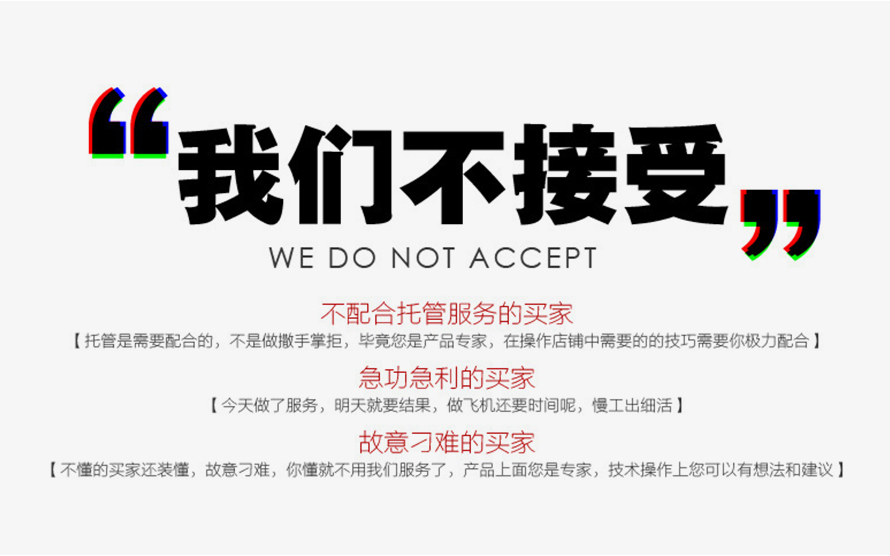 “我们不接受”
WE DO NOT ACCEPT
不配合托管服务的买家
【托管是需要配合的，不是做撒手掌拒，毕竟您是产品专家，在操作店铺中需要的的技巧需要你极力配合】
急功急利的买家
【今天做了服务，明天就要结果，做飞机还要时间呢，慢工出细活】
故意刁难的买家
【不懂的买家还装懂，故意刁难，你懂就不用我们服务了，产品上面您是专家，技术操作上您可以有想法和建议】